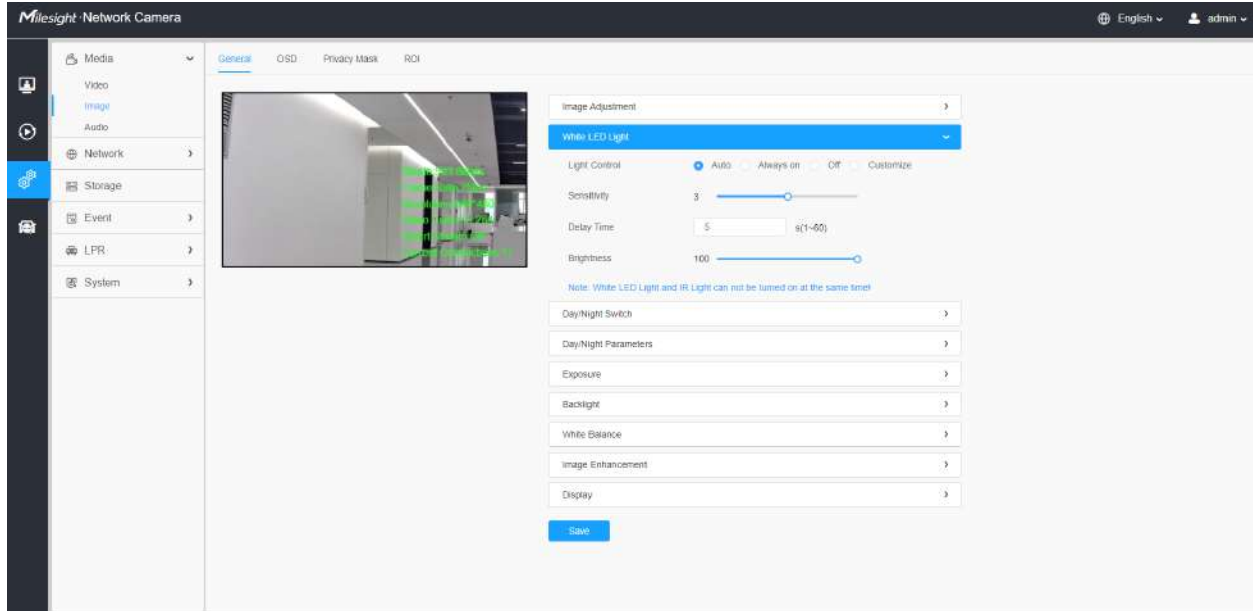 Milesight Network Camera
English
admin
Media
General OSD Privacy Mask ROI
Video
Image
Audio
Network
Storage
Event
LPR
System
Image Adjustment
White LED Light
Light Control Auto Always on Off Customize
Sensitivity 3
Delay Time 5 s(1~60)
Brightness 100
Note: White LED Light and IR Light can not be turned on at the same time!
Day/Night Switch
Day/Night Parameters
Exposure
Backlight
White Balance
Image Enhancement
Display
Save